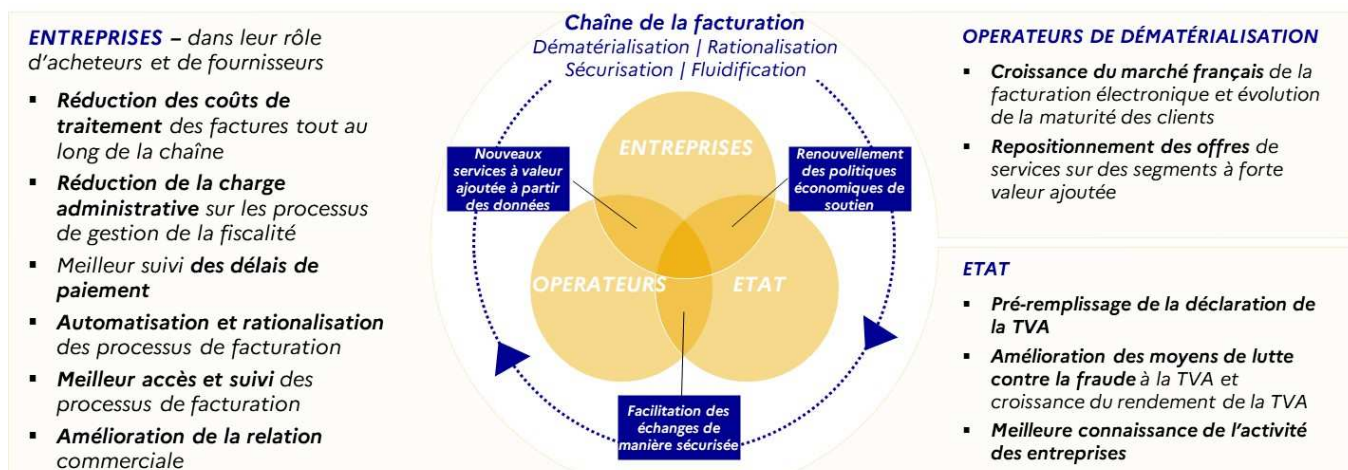 ENTREPRISES – dans leur rôle
d’acheteurs et de fournisseurs
▪ Réduction des coûts de
traitement des factures tout au
long de la chaîne
▪ Réduction de la charge
administrative sur les processus
de gestion de la fiscalité
▪ Meilleur suivi des délais de
paiement
▪ Automatisation et rationalisation
des processus de facturation
▪ Meilleur accès et suivi des
processus de facturation
▪ Amélioration de la relation
commerciale
Chaîne de la facturation
Dématérialisation | Rationalisation
Sécurisation | Fluidification
ENTREPRISES
Nouveaux
services à valeur
ajoutée à partir
des données
Renouvellement
des politiques
économiques de
soutien
OPERATEURS
ETAT
Facilitation des
échanges de
manière sécurisée
OPERATEURS DE DÉMATÉRIALISATION
▪ Croissance du marché français de la
facturation électronique et évolution
de la maturité des clients
▪ Repositionnement des offres de
services sur des segments à forte
valeur ajoutée
ETAT
▪ Pré-remplissage de la déclaration de
la TVA
▪ Amélioration des moyens de lutte
contre la fraude à la TVA et
croissance du rendement de la TVA
▪ Meilleure connaissance de l’activité
des entreprises